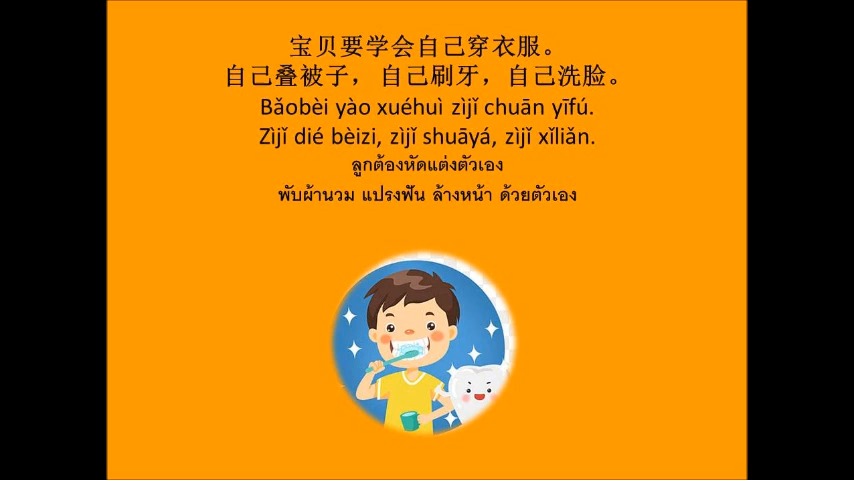 宝贝要学会自己穿衣服。
自己叠被子，自己刷牙，自己洗脸。
Bǎobèi yào xuéhuì zìjǐ chuān yīfú.
Zìjǐ dié bèizi, zìjǐ shuāyá, zìjǐ xǐliǎn.
ลูกต้องหัดแต่งตัวเอง
พับผ้านวม แปรงฟัน ล้างหน้า ด้วยตัวเอง